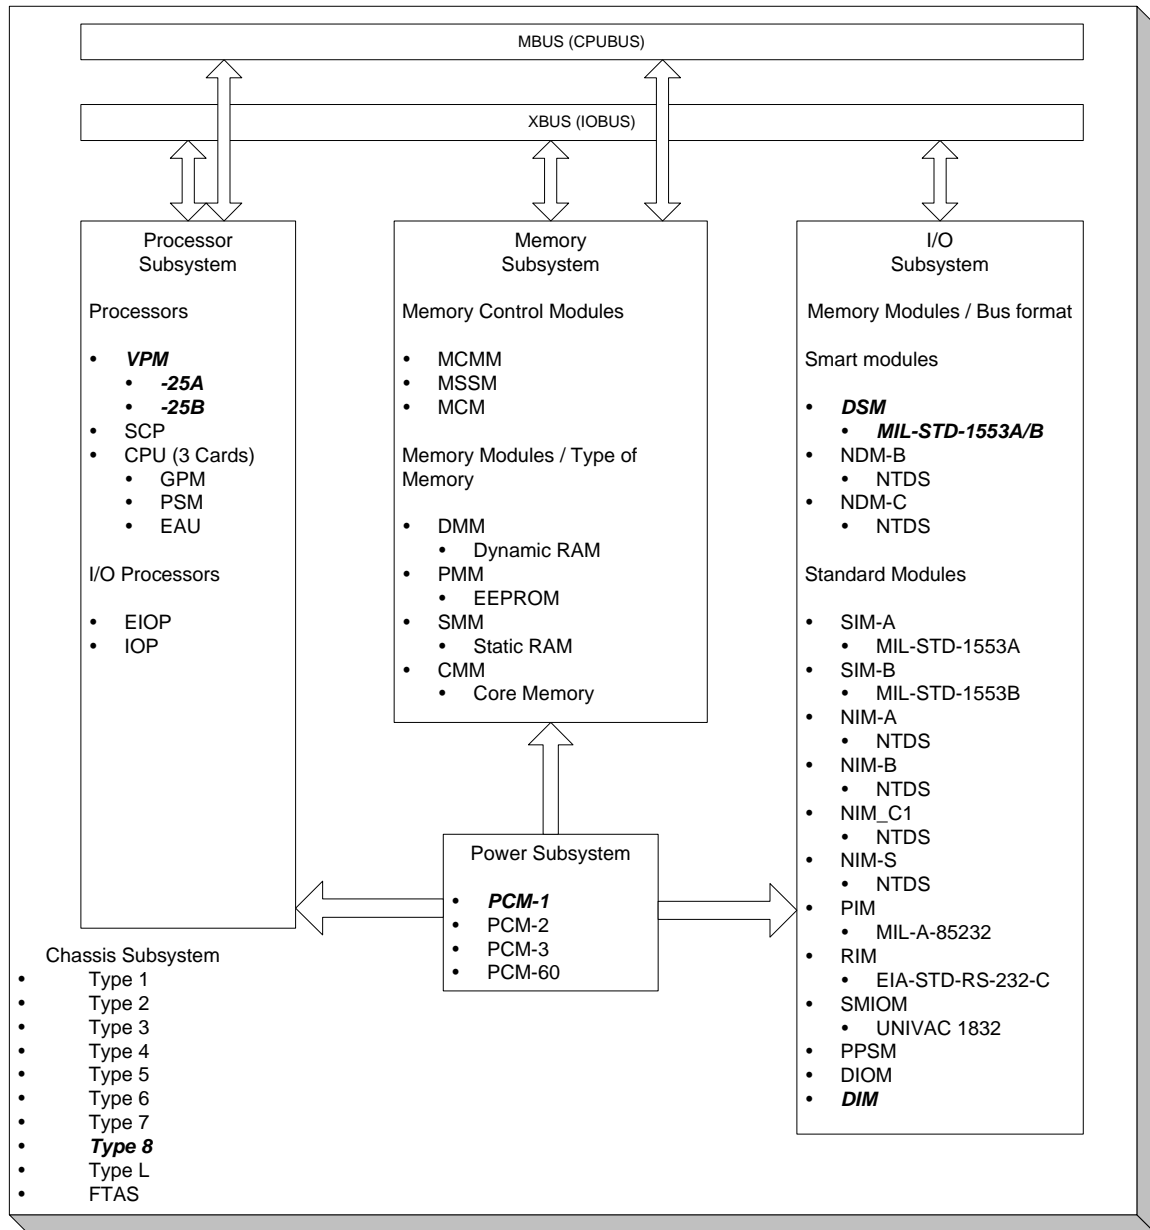 MBUS (CPUBUS)
XBUS (IOBUS)
Processor
Subsystem
Processors
• VPM
• -25A
• -25B
• SCP
• CPU (3 Cards)
• GPM
• PSM
• EAU
I/O Processors
• EIOP
• IOP
Memory
Subsystem
Memory Control Modules
• MCMM
• MSSM
• MCM
Memory Modules / Type of
Memory
• DMM
• Dynamic RAM
• PMM
• EEPROM
• SMM
• Static RAM
• CMM
• Core Memory
I/O
Subsystem
Memory Modules / Bus format
Smart modules
• DSM
• MIL-STD-1553A/B
• NDM-B
• NTDS
• NDM-C
• NTDS
Standard Modules
• SIM-A
• MIL-STD-1553A
• SIM-B
• MIL-STD-1553B
• NIM-A
• NTDS
• NIM-B
• NTDS
• NIM_C1
• NTDS
• NIM-S
• NTDS
• PIM
• MIL-A-85232
• RIM
• EIA-STD-RS-232-C
• SMIOM
• UNIVAC 1832
• PPSM
• DIOM
• DIM
Power Subsystem
• PCM-1
• PCM-2
• PCM-3
• PCM-60
Chassis Subsystem
• Type 1
• Type 2
• Type 3
• Type 4
• Type 5
• Type 6
• Type 7
• Type 8
• Type L
• FTAS